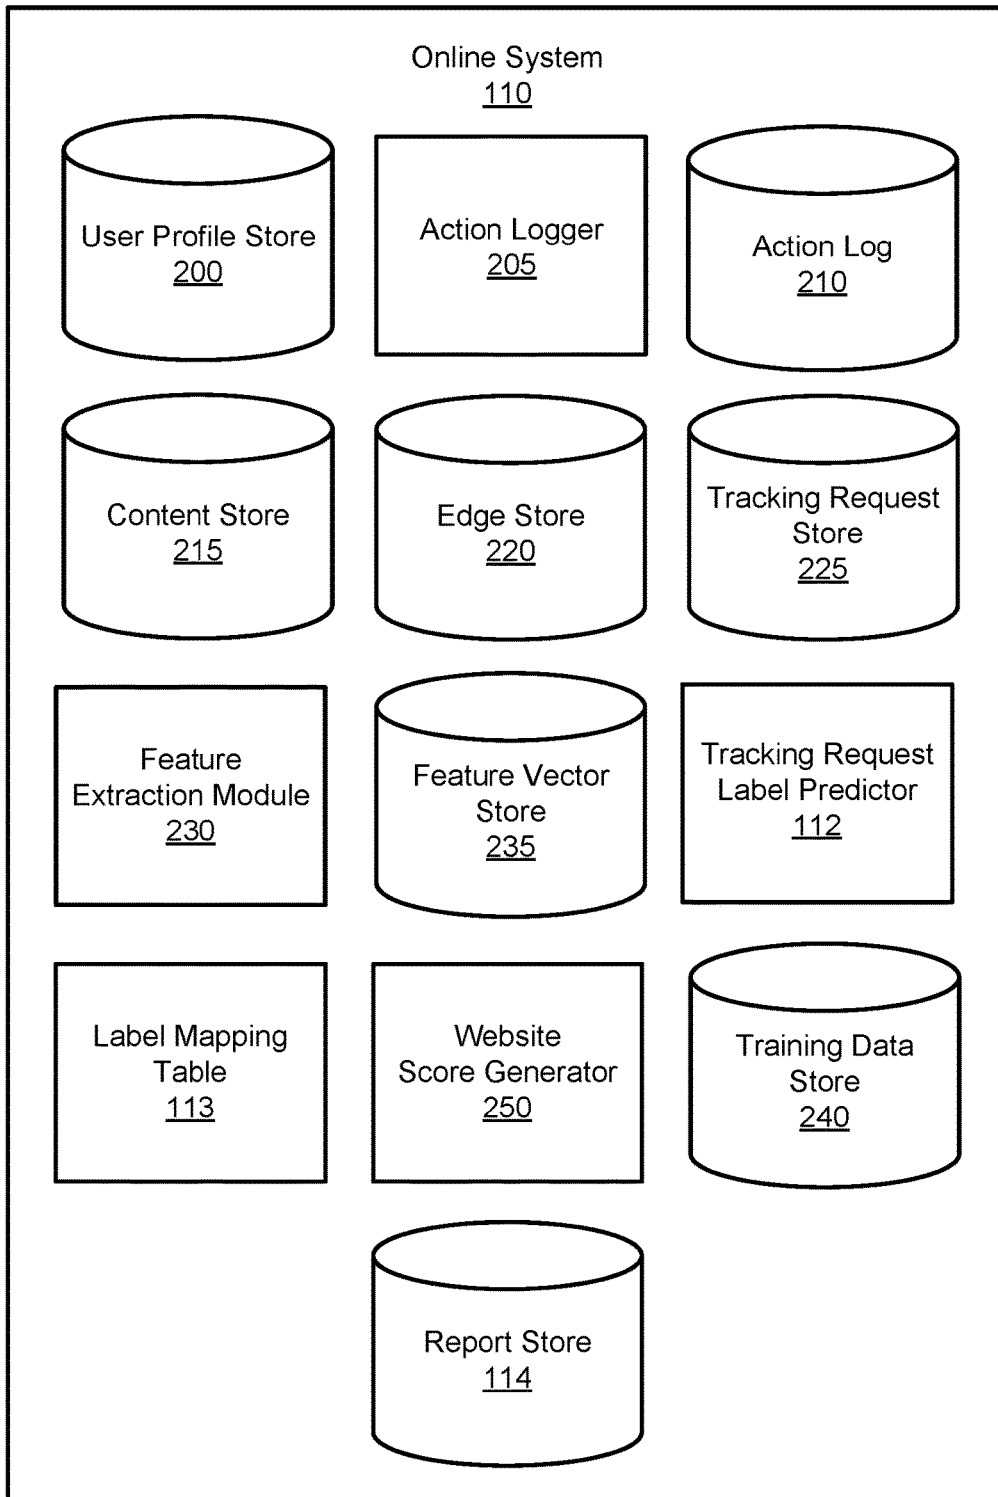 Online System
110
User Profile Store
200
Action Logger
205
Action Log
210
Content Store
215
Edge Store
220
Tracking Request
Store
225
Feature
Extraction Module
230
Feature Vector
Store
235
Tracking Request
Label Predictor
112
Label Mapping
Table
113
Website
Score Generator
250
Training Data
Store
240
Report Store
114